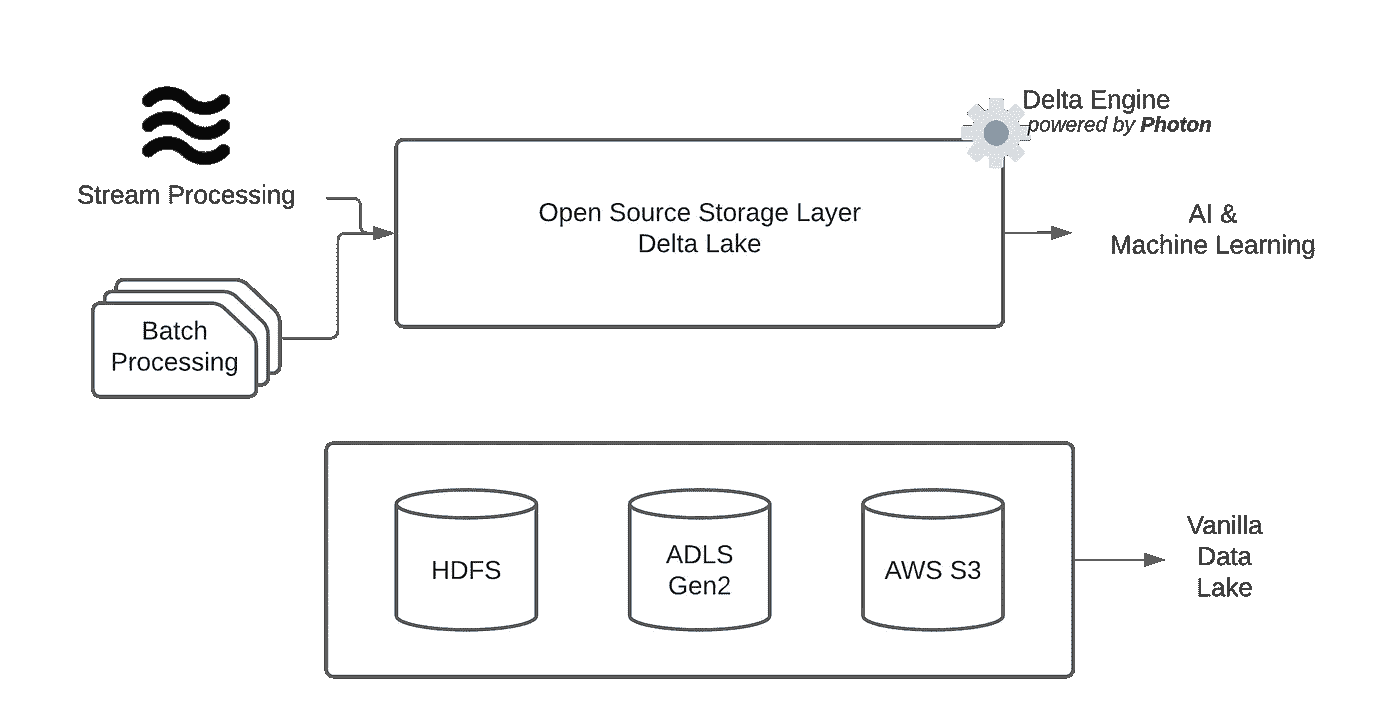 Delta Engine
powered by Photon
Stream Processing
Open Source Storage Layer
Delta Lake
AI &
Machine Learning
Batch
Processing
HDFS
ADLS
Gen2
AWS S3
Vanilla
Data
Lake